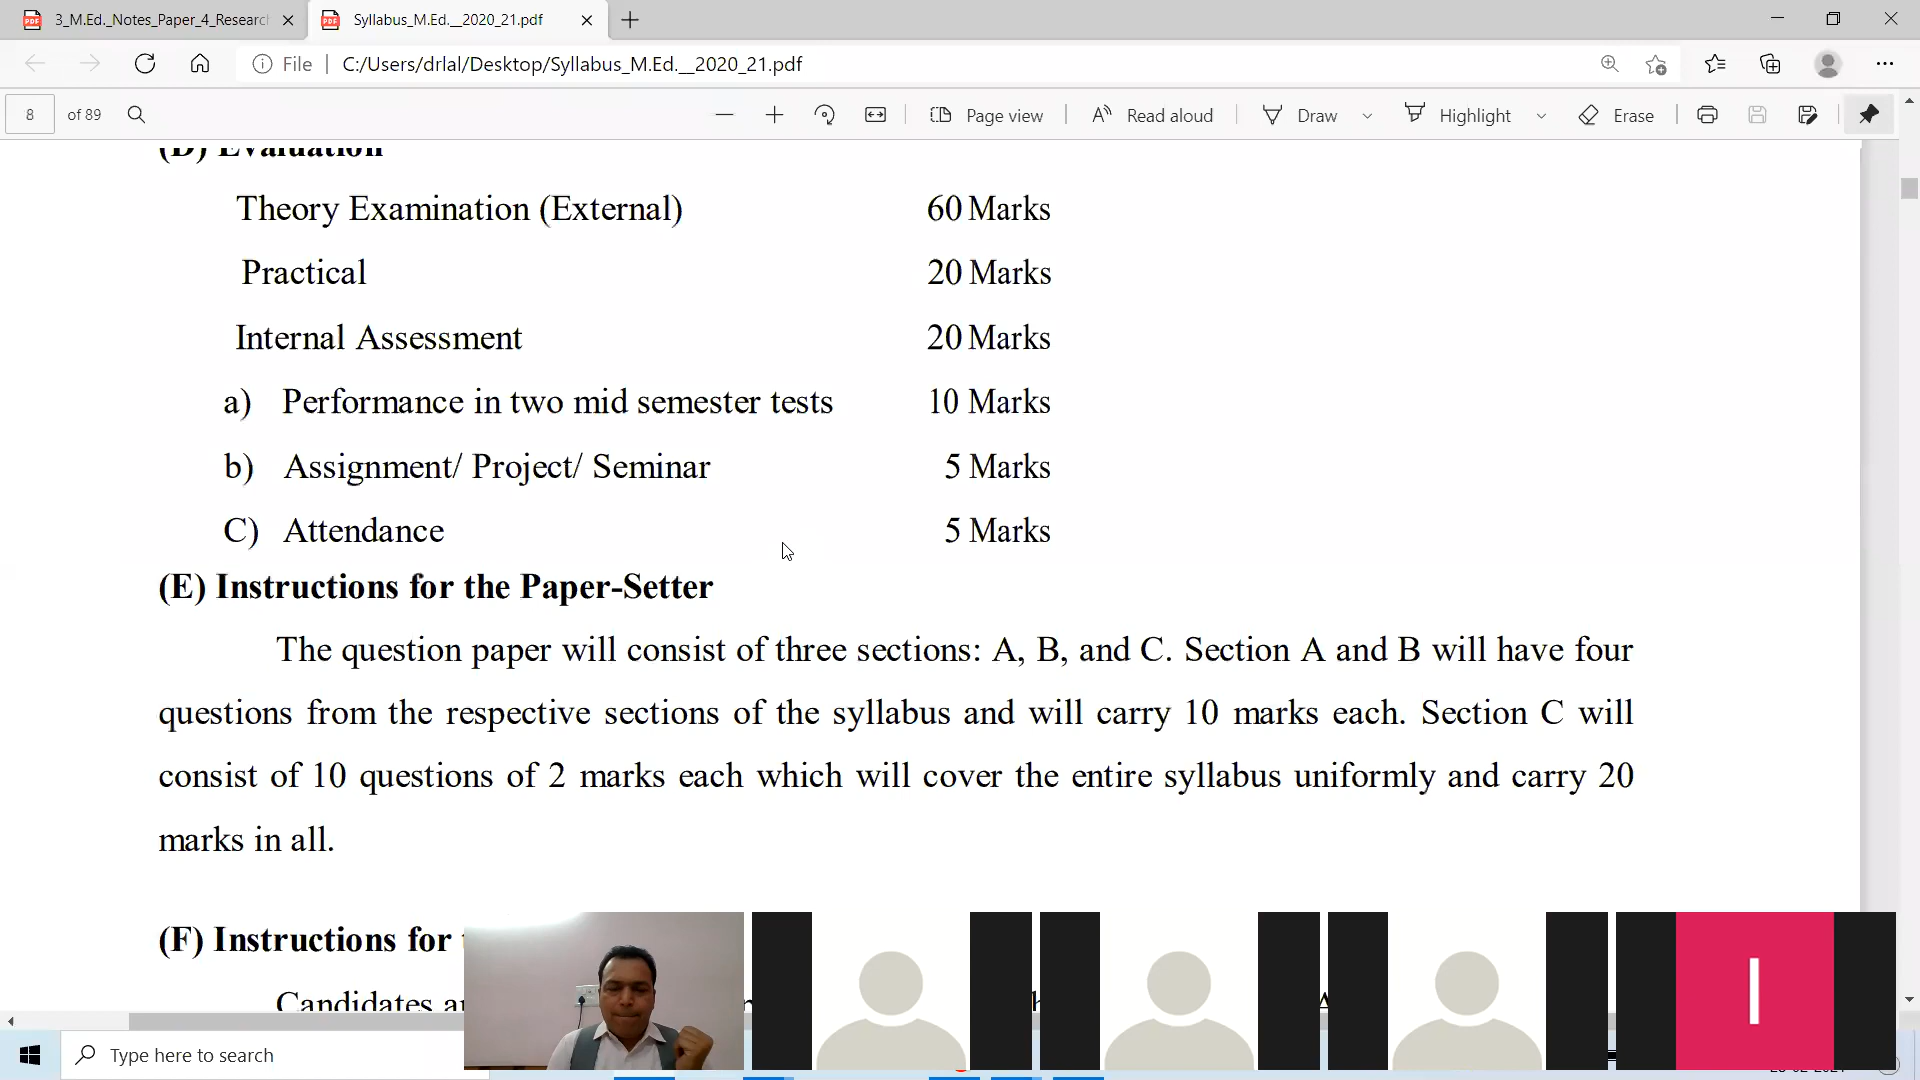 3_M.Ed._Notes_Paper_4_Research
Syllabus_M.Ed.__2020_21.pdf
File
C:/Users/drlal/Desktop/Syllabus_M.Ed.__2020_21.pdf
8 of 89
Page view
Read aloud
Draw
Highlight
Erase
(D) Evaluation
Theory Examination (External) 60 Marks
Practical 20 Marks
Internal Assessment 20 Marks
a) Performance in two mid semester tests 10 Marks
b) Assignment/ Project/ Seminar 5 Marks
C) Attendance 5 Marks
(E) Instructions for the Paper-Setter
The question paper will consist of three sections: A, B, and C. Section A and B will have four
questions from the respective sections of the syllabus and will carry 10 marks each. Section C will
consist of 10 questions of 2 marks each which will cover the entire syllabus uniformly and carry 20
marks in all.
(F) Instructions for
Candidates
I
Type here to search